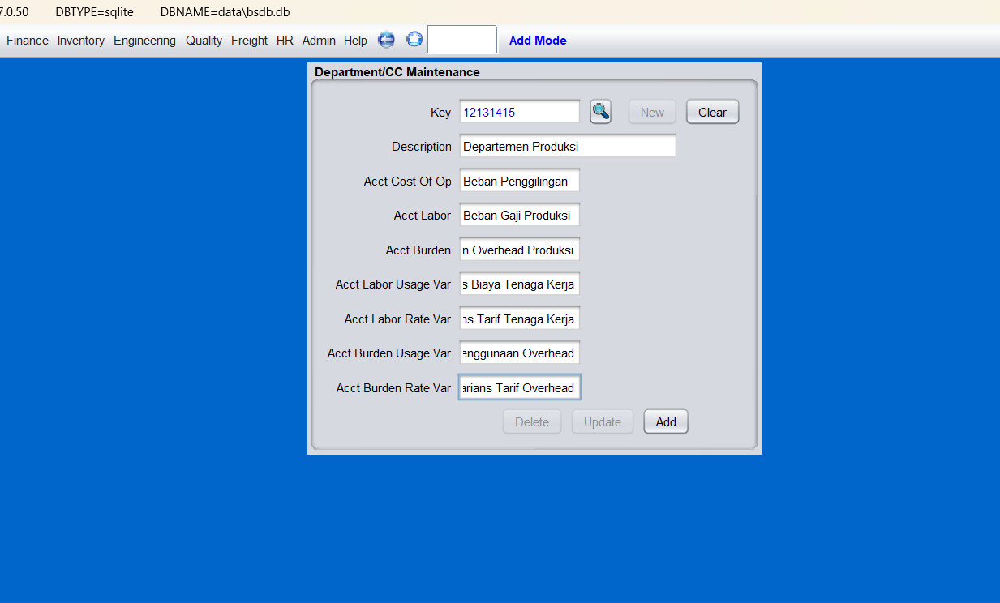 7.0.50 DBTYPE=sqlite DBNAME=data\bsdb.db
Finance Inventory Engineering Quality Freight HR Admin Help Add Mode
Department/CC Maintenance
Key 12131415 New Clear
Description Departemen Produksi
Acct Cost Of Op Beban Penggilingan
Acct Labor Beban Gaji Produksi
Acct Burden n Overhead Produksi
Acct Labor Usage Var s Biaya Tenaga Kerja
Acct Labor Rate Var ns Tarif Tenaga Kerja
Acct Burden Usage Var enggunaan Overhead
Acct Burden Rate Var arians Tarif Overhead
Delete Update Add